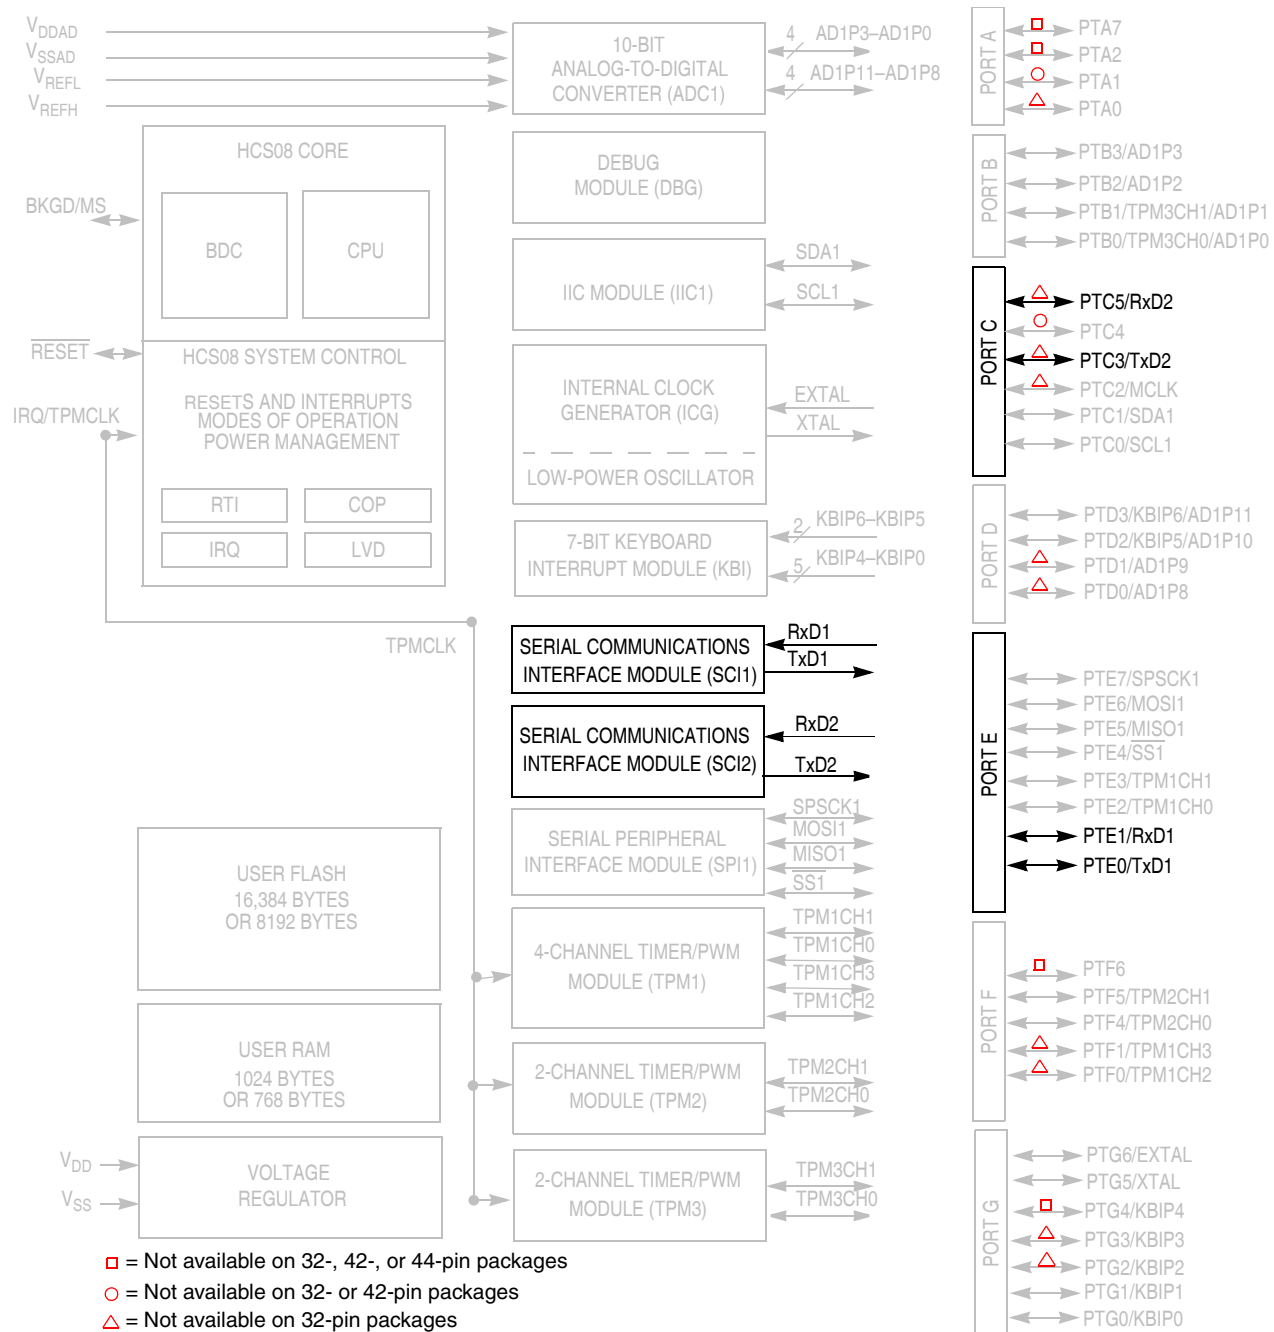 VDDAD
VSSAD
VREFL
VREFH
10-BIT
ANALOG-TO-DIGITAL
CONVERTER (ADC1)
4 AD1P3–AD1P0
4 AD1P11–AD1P8
HCS08 CORE
BDC
CPU
BKGD/MS
DEBUG
MODULE (DBG)
IIC MODULE (IIC1)
SDA1
SCL1
RESET
HCS08 SYSTEM CONTROL
RESETS AND INTERRUPTS
MODES OF OPERATION
POWER MANAGEMENT
IRQ/TPMCLK
RTI
COP
IRQ
LVD
INTERNAL CLOCK
GENERATOR (ICG)
LOW-POWER OSCILLATOR
EXTAL
XTAL
7-BIT KEYBOARD
INTERRUPT MODULE (KBI)
2 KBIP6–KBIP5
5 KBIP4–KBIP0
TPMCLK
SERIAL COMMUNICATIONS
INTERFACE MODULE (SCI1)
RxD1
TxD1
SERIAL COMMUNICATIONS
INTERFACE MODULE (SCI2)
RxD2
TxD2
SERIAL PERIPHERAL
INTERFACE MODULE (SPI1)
SPSCK1
MOSI1
MISO1
SS1
USER FLASH
16,384 BYTES
OR 8192 BYTES
4-CHANNEL TIMER/PWM
MODULE (TPM1)
TPM1CH1
TPM1CH0
TPM1CH3
TPM1CH2
USER RAM
1024 BYTES
OR 768 BYTES
2-CHANNEL TIMER/PWM
MODULE (TPM2)
TPM2CH1
TPM2CH0
VDD
VSS
VOLTAGE
REGULATOR
2-CHANNEL TIMER/PWM
MODULE (TPM3)
TPM3CH1
TPM3CH0
PORT A
PTA7
PTA2
PTA1
PTA0
PORT B
PTB3/AD1P3
PTB2/AD1P2
PTB1/TPM3CH1/AD1P1
PTB0/TPM3CH0/AD1P0
PORT C
PTC5/RxD2
PTC4
PTC3/TxD2
PTC2/MCLK
PTC1/SDA1
PTC0/SCL1
PORT D
PTD3/KBIP6/AD1P11
PTD2/KBIP5/AD1P10
PTD1/AD1P9
PTD0/AD1P8
PORT E
PTE7/SPSCK1
PTE6/MOSI1
PTE5/MISO1
PTE4/SS1
PTE3/TPM1CH1
PTE2/TPM1CH0
PTE1/RxD1
PTE0/TxD1
PORT F
PTF6
PTF5/TPM2CH1
PTF4/TPM2CH0
PTF1/TPM1CH3
PTF0/TPM1CH2
PORT G
PTG6/EXTAL
PTG5/XTAL
PTG4/KBIP4
PTG3/KBIP3
PTG2/KBIP2
PTG1/KBIP1
PTG0/KBIP0
= Not available on 32-, 42-, or 44-pin packages
= Not available on 32- or 42-pin packages
= Not available on 32-pin packages